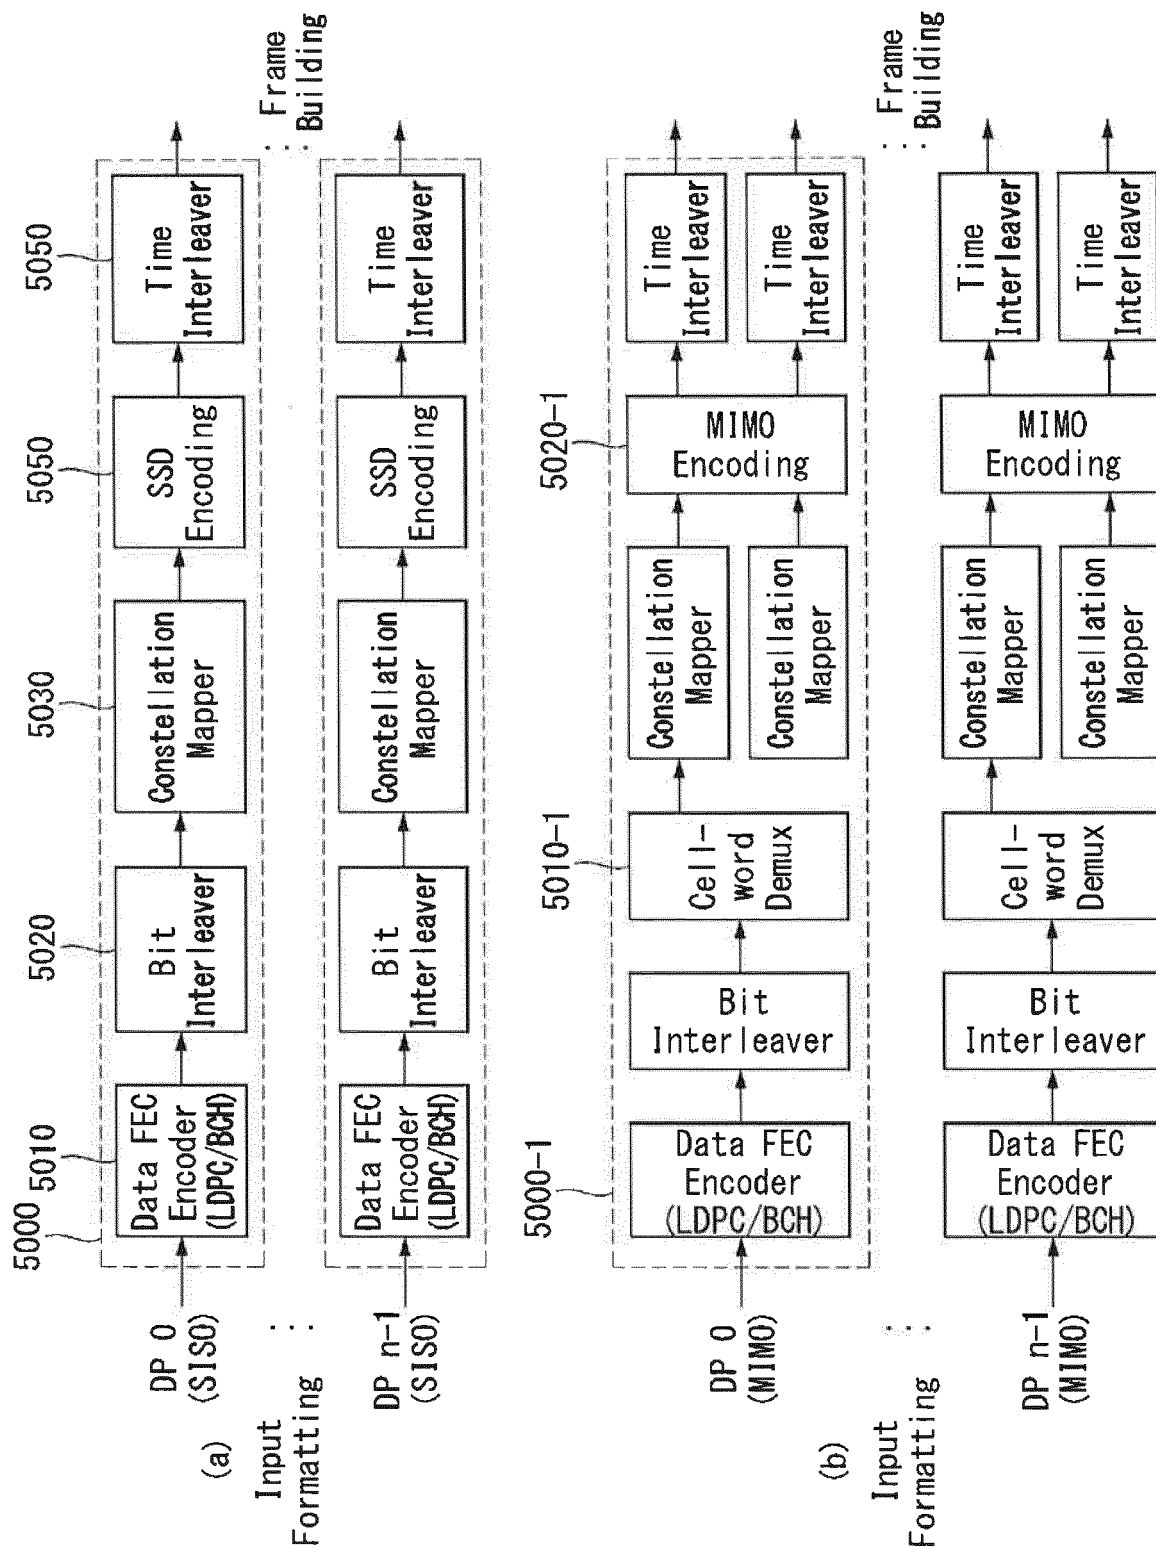 (a)
Input
Formatting
DP 0
(SISO)
5000
5010
Data FEC
Encoder
(LDPC/BCH)
5020
Bit
Interleaver
5030
Constellation
Mapper
5050
SSD
Encoding
5050
Time
Interleaver
Frame
Building
DP n-1
(SISO)
Data FEC
Encoder
(LDPC/BCH)
Bit
Interleaver
Constellation
Mapper
SSD
Encoding
Time
Interleaver
(b)
Input
Formatting
DP 0
(MIMO)
5000-1
Data FEC
Encoder
(LDPC/BCH)
Bit
Interleaver
5010-1
Cell-
word
Demux
Constellation
Mapper
Constellation
Mapper
5020-1
MIMO
Encoding
Time
Interleaver
Time
Interleaver
Frame
Building
DP n-1
(MIMO)
Data FEC
Encoder
(LDPC/BCH)
Bit
Interleaver
Cell-
word
Demux
Constellation
Mapper
Constellation
Mapper
MIMO
Encoding
Time
Interleaver
Time
Interleaver